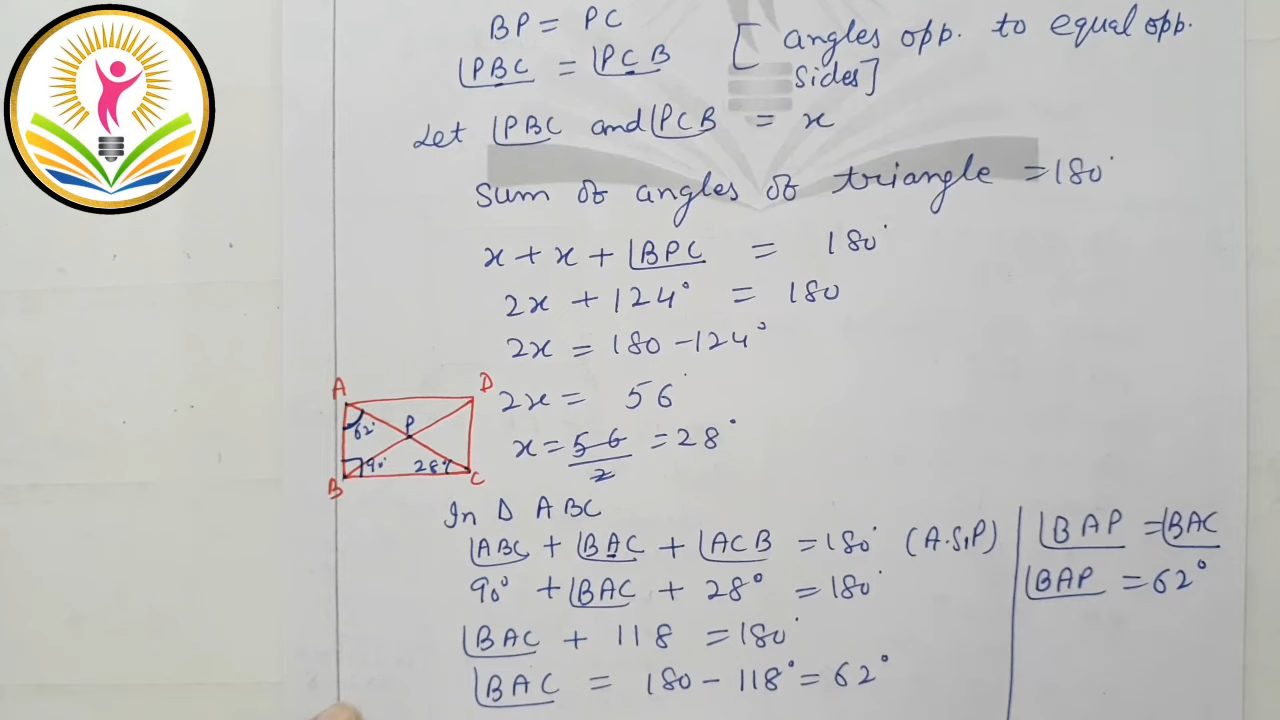 BP = PC
∠PBC = ∠PCB [angles opp. to equal opp. sides]
Let ∠PBC and ∠PCB = x
Sum of angles of triangle = 180°
x + x + ∠BPC = 180°
2x + 124° = 180
2x = 180 - 124°
2x = 56°
x = 56/2 = 28°
A
D
62°
P
90°
28°
B
C
In Δ ABC
∠ABC + ∠BAC + ∠ACB = 180° (A.S.P)
90° + ∠BAC + 28° = 180°
∠BAC + 118 = 180°
∠BAC = 180 - 118° = 62°
∠BAP = ∠BAC
∠BAP = 62°